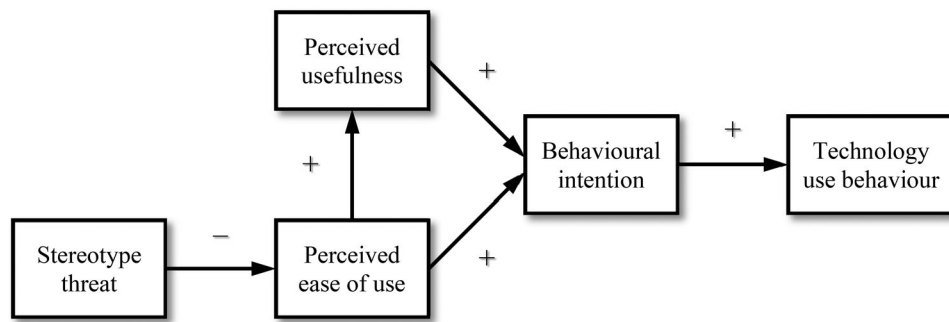 Perceived
usefulness
+
+
Behavioural
intention
+
Technology
use behaviour
Stereotype
threat
−
Perceived
ease of use
+